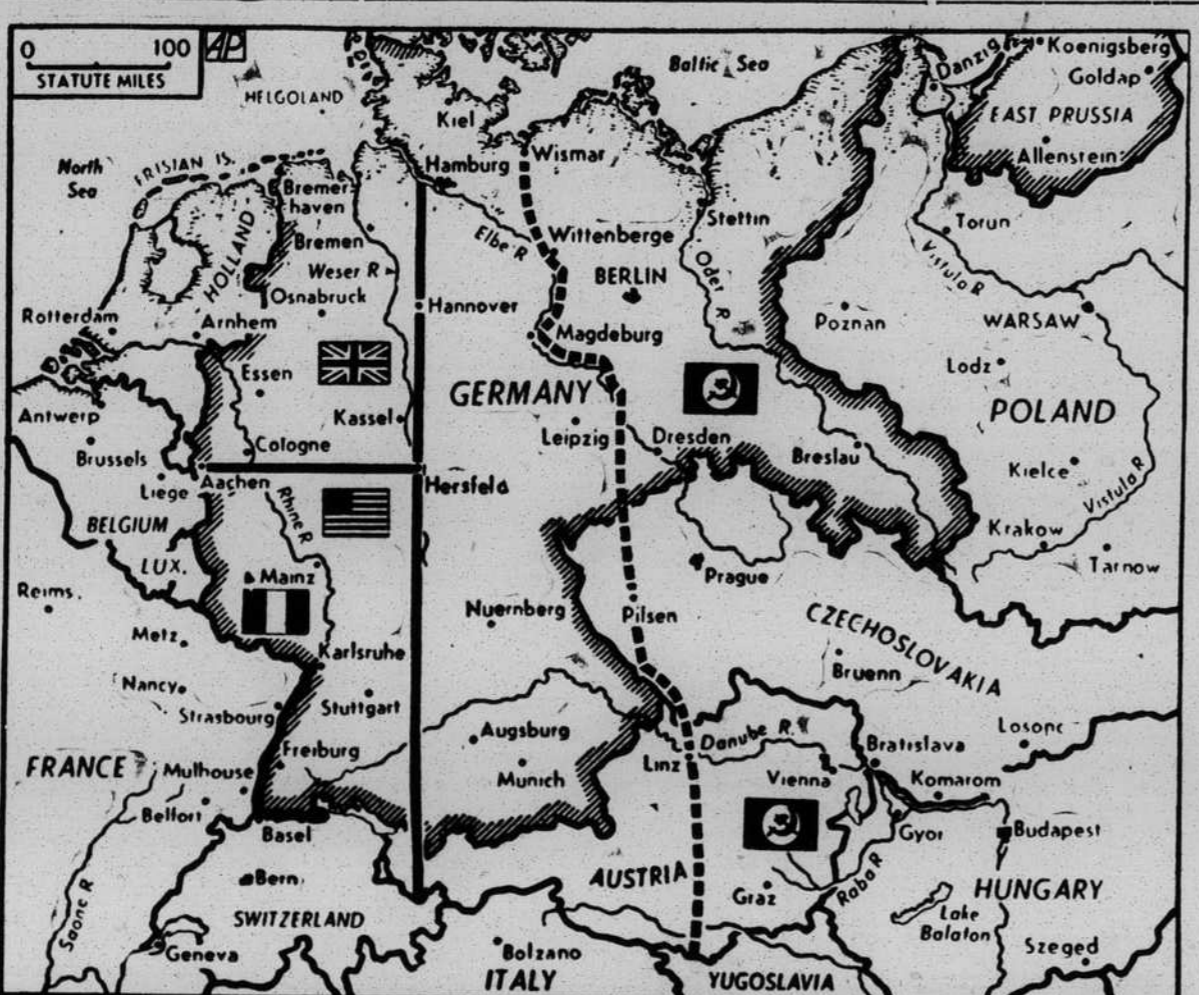 0 100
STATUTE MILES
AP
Baltic Sea
Danzig
Koenigsberg
Goldap
HELGOLAND
Kiel
EAST PRUSSIA
North
Sea
FRISIAN IS.
Hamburg
Wismar
Allenstein
Bremer
haven
Stettin
Torun
HOLLAND
Bremen
Elbe R
Wittenberge
Vistula R
Weser R
BERLIN
Oder R
Osnabruck
Hannover
Rotterdam
Arnhem
Magdeburg
Poznan
WARSAW
Essen
Lodz
GERMANY
Antwerp
Kassel
POLAND
Cologne
Leipzig
Dresden
Brussels
Breslau
Kielce
Liege
Aachen
Hersfeld
Vistula R
Rhine R
BELGIUM
Krakow
LUX.
Tarnow
Mainz
Prague
Reims
Nuernberg
Pilsen
CZECHOSLOVAKIA
Metz
Karlsruhe
Bruenn
Nancy
Strasbourg
Stuttgart
Augsburg
Danube R.
Losonc
Bratislava
Freiburg
FRANCE
Mulhouse
Munich
Linz
Vienna
Komarom
Belfort
Basel
Gyor
Budapest
AUSTRIA
Raba R
Bern
Graz
HUNGARY
Saone R
SWITZERLAND
Lake
Balaton
Geneva
Bolzano
Szeged
ITALY
YUGOSLAVIA